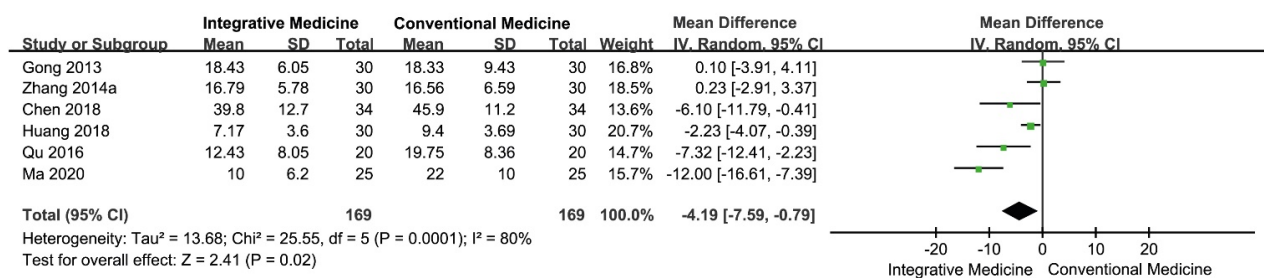 Integrative Medicine Conventional Medicine Mean Difference Mean Difference
Study or Subgroup Mean SD Total Mean SD Total Weight IV. Random. 95% CI IV. Random. 95% CI
Gong 2013 18.43 6.05 30 18.33 9.43 30 16.8% 0.10 [-3.91, 4.11]
Zhang 2014a 16.79 5.78 30 16.56 6.59 30 18.5% 0.23 [-2.91, 3.37]
Chen 2018 39.8 12.7 34 45.9 11.2 34 13.6% -6.10 [-11.79, -0.41]
Huang 2018 7.17 3.6 30 9.4 3.69 30 20.7% -2.23 [-4.07, -0.39]
Qu 2016 12.43 8.05 20 19.75 8.36 20 14.7% -7.32 [-12.41, -2.23]
Ma 2020 10 6.2 25 22 10 25 15.7% -12.00 [-16.61, -7.39]
Total (95% CI) 169 169 100.0% -4.19 [-7.59, -0.79]
Heterogeneity: Tau² = 13.68; Chi² = 25.55, df = 5 (P = 0.0001); I² = 80%
Test for overall effect: Z = 2.41 (P = 0.02)
-20 -10 0 10 20
Integrative Medicine Conventional Medicine